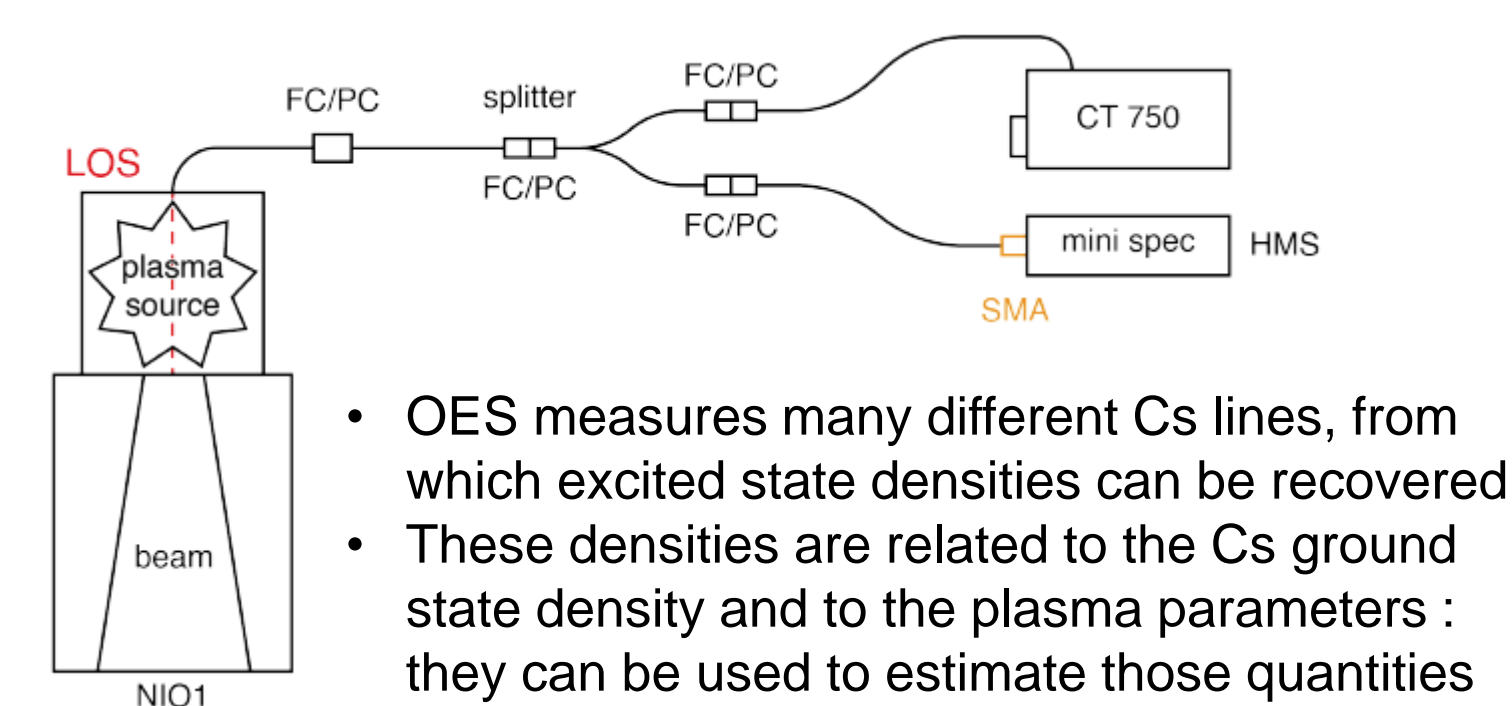 FC/PC
splitter
FC/PC
CT 750
LOS
FC/PC
FC/PC
mini spec
HMS
plasma
source
SMA
beam
NIO1
• OES measures many different Cs lines, from
which excited state densities can be recovered
• These densities are related to the Cs ground
state density and to the plasma parameters :
they can be used to estimate those quantities